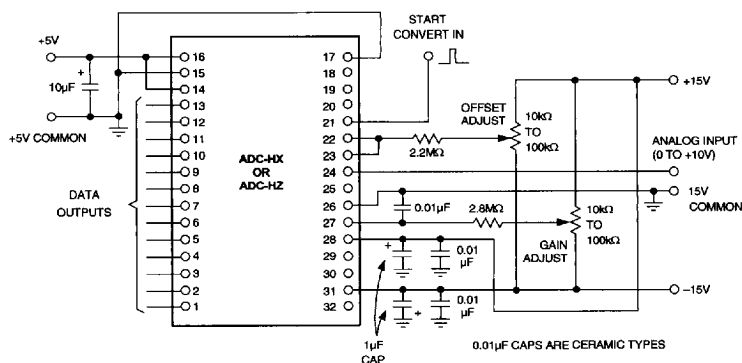 START
CONVERT IN
+5V
+
10µF
+5V COMMON
DATA
OUTPUTS
16
15
14
13
12
11
10
9
8
7
6
5
4
3
2
1
ADC-HX
OR
ADC-HZ
17
18
19
20
21
22
23
24
25
26
27
28
29
30
31
32
+15V
OFFSET
ADJUST
10kΩ
TO
100kΩ
2.2MΩ
ANALOG INPUT
(0 TO +10V)
15V
COMMON
0.01µF
2.8MΩ
10kΩ
TO
100kΩ
GAIN
ADJUST
+
0.01
µF
-15V
+
0.01
µF
1µF
CAP
0.01µF CAPS ARE CERAMIC TYPES